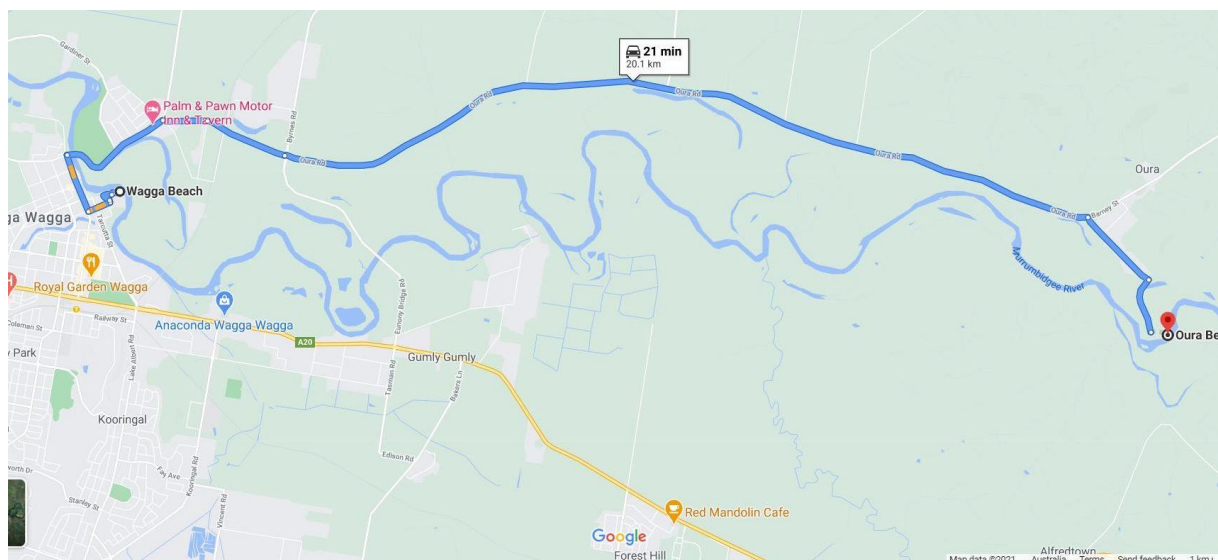 Gardiner St
Palm & Pawn Motor
Inn & Tavern
21 min
20.1 km
Oura Rd
Byrnes Rd
Oura Rd
Oura Rd
Oura
Wagga Beach
ga Wagga
Tarcutta St
Oura Rd
Barney St
Murrumbidgee River
Royal Garden Wagga
Railway St
Coleman St
Anaconda Wagga Wagga
Eunony Bridge Rd
Oura Be
A20
Gumly Gumly
Park
Lake Albert Rd
Tasman Rd
Bakers Ln
Kooringal
Edison Rd
worth Dr
Fay Ave
Kooringal Rd
Stanley St
Vincent Rd
Red Mandolin Cafe
Google
Forest Hill
Alfredtown
Map data ©2021
Australia
Terms
Send feedback
1 km